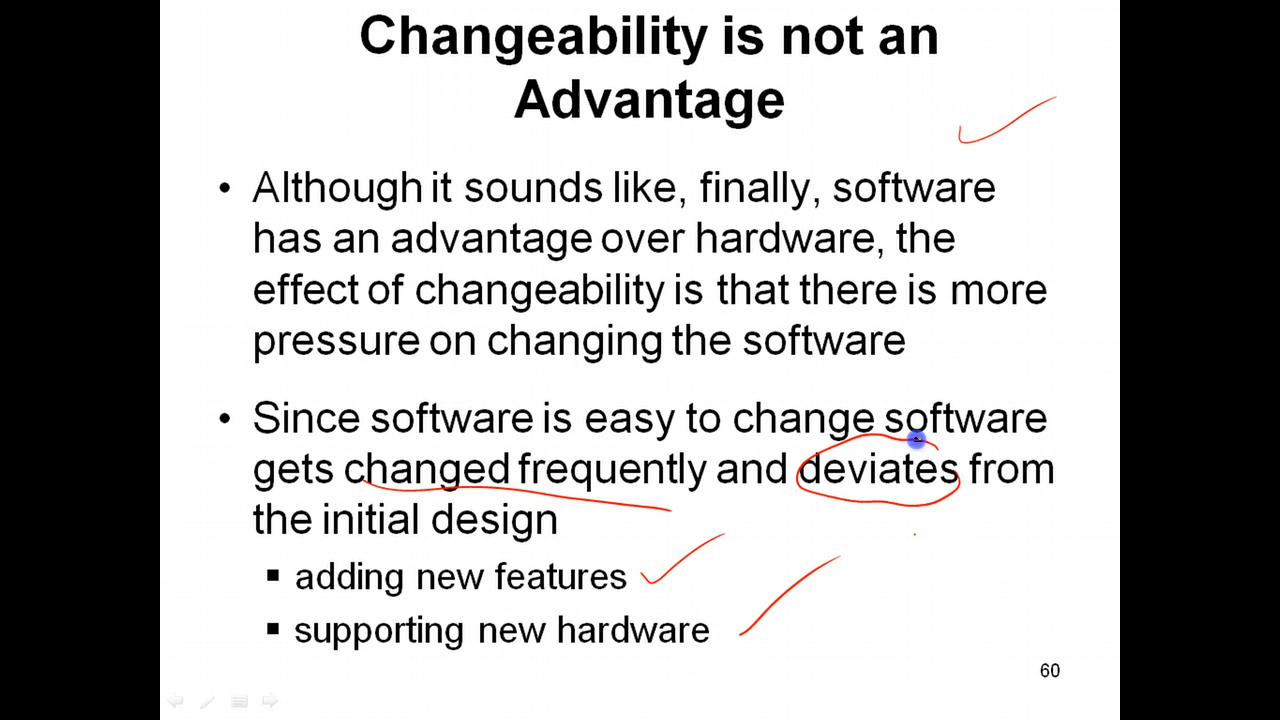 Changeability is not an
Advantage
• Although it sounds like, finally, software
has an advantage over hardware, the
effect of changeability is that there is more
pressure on changing the software
• Since software is easy to change software
gets changed frequently and deviates from
the initial design
▪ adding new features
▪ supporting new hardware
60